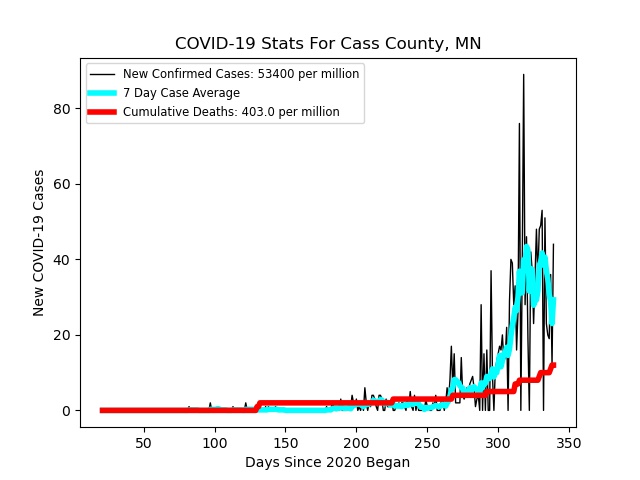 COVID-19 Stats For Cass County, MN
New Confirmed Cases: 53400 per million
7 Day Case Average
Cumulative Deaths: 403.0 per million
New COVID-19 Cases
80
60
40
20
0
50 100 150 200 250 300 350
Days Since 2020 Began